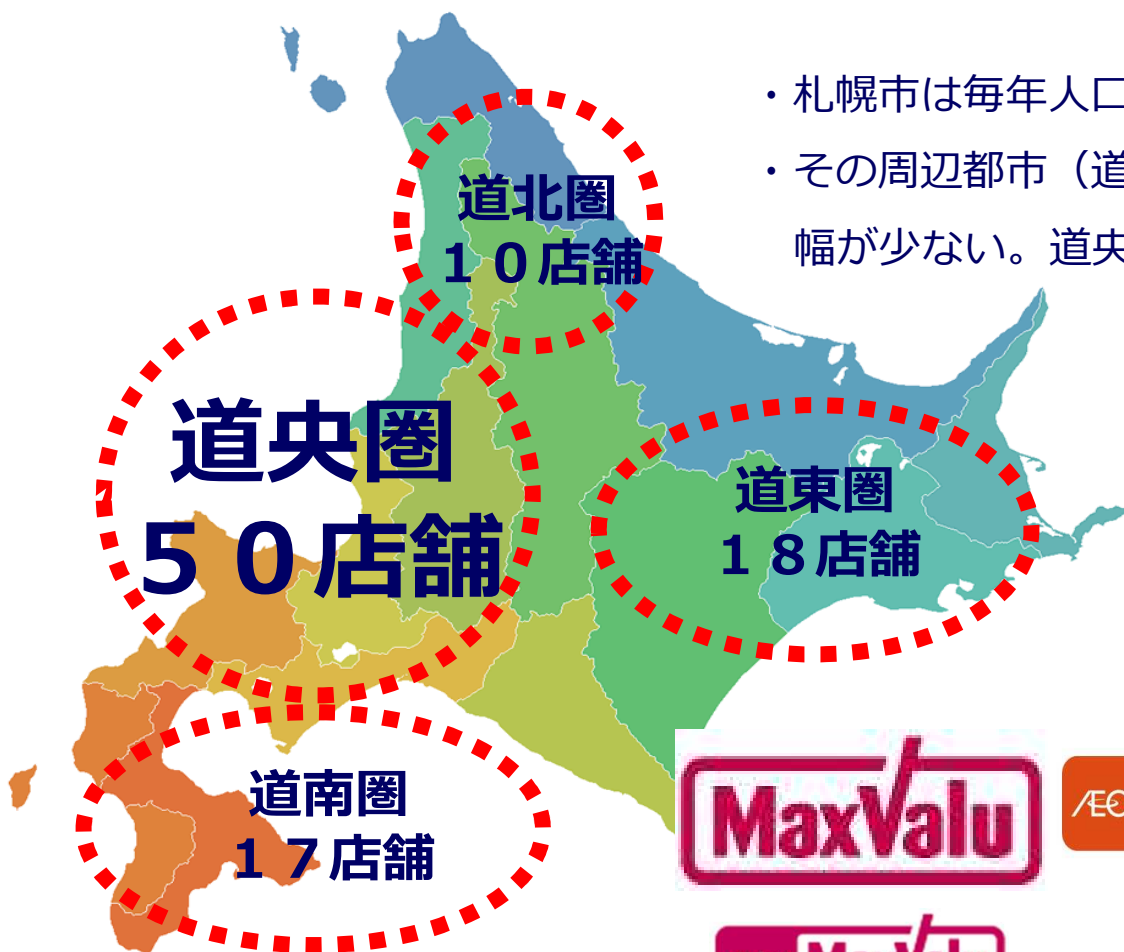 ・札幌市は毎年人口
・その周辺都市（道
幅が少ない。道央
道北圏
１０店舗
道央圏
５０店舗
道東圏
１８店舗
道南圏
１７店舗
MaxValu
ÆO
MaxValu